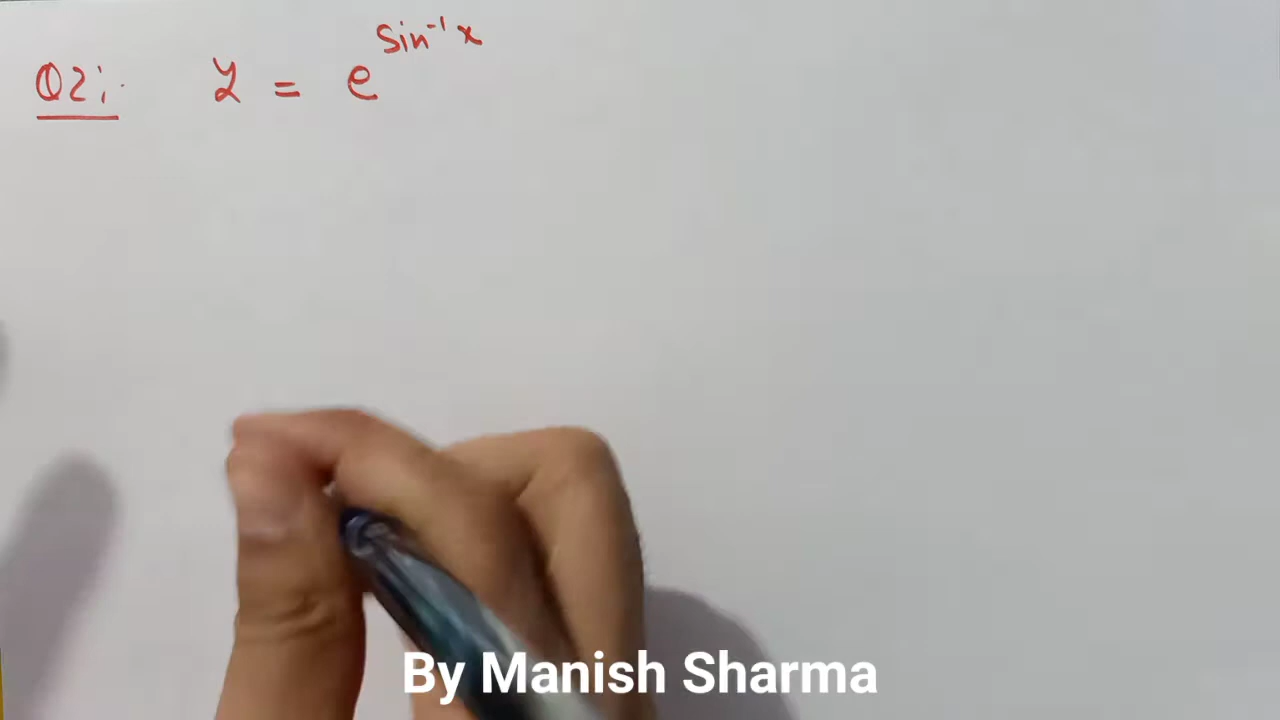 Q2:- y = e^sin⁻¹ x
By Manish Sharma